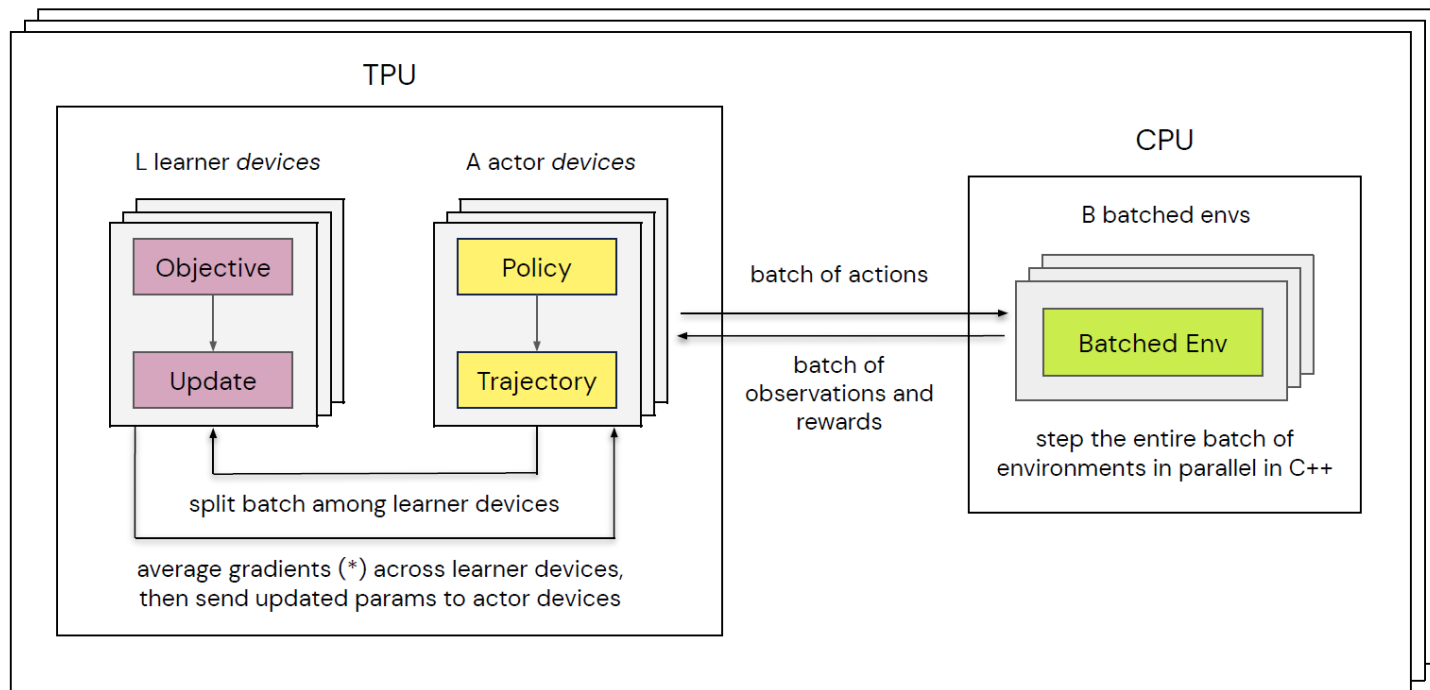 TPU
L learner devices
A actor devices
Objective
Update
Policy
Trajectory
split batch among learner devices
average gradients (*) across learner devices,
then send updated params to actor devices
batch of actions
batch of
observations and
rewards
CPU
B batched envs
Batched Env
step the entire batch of
environments in parallel in C++